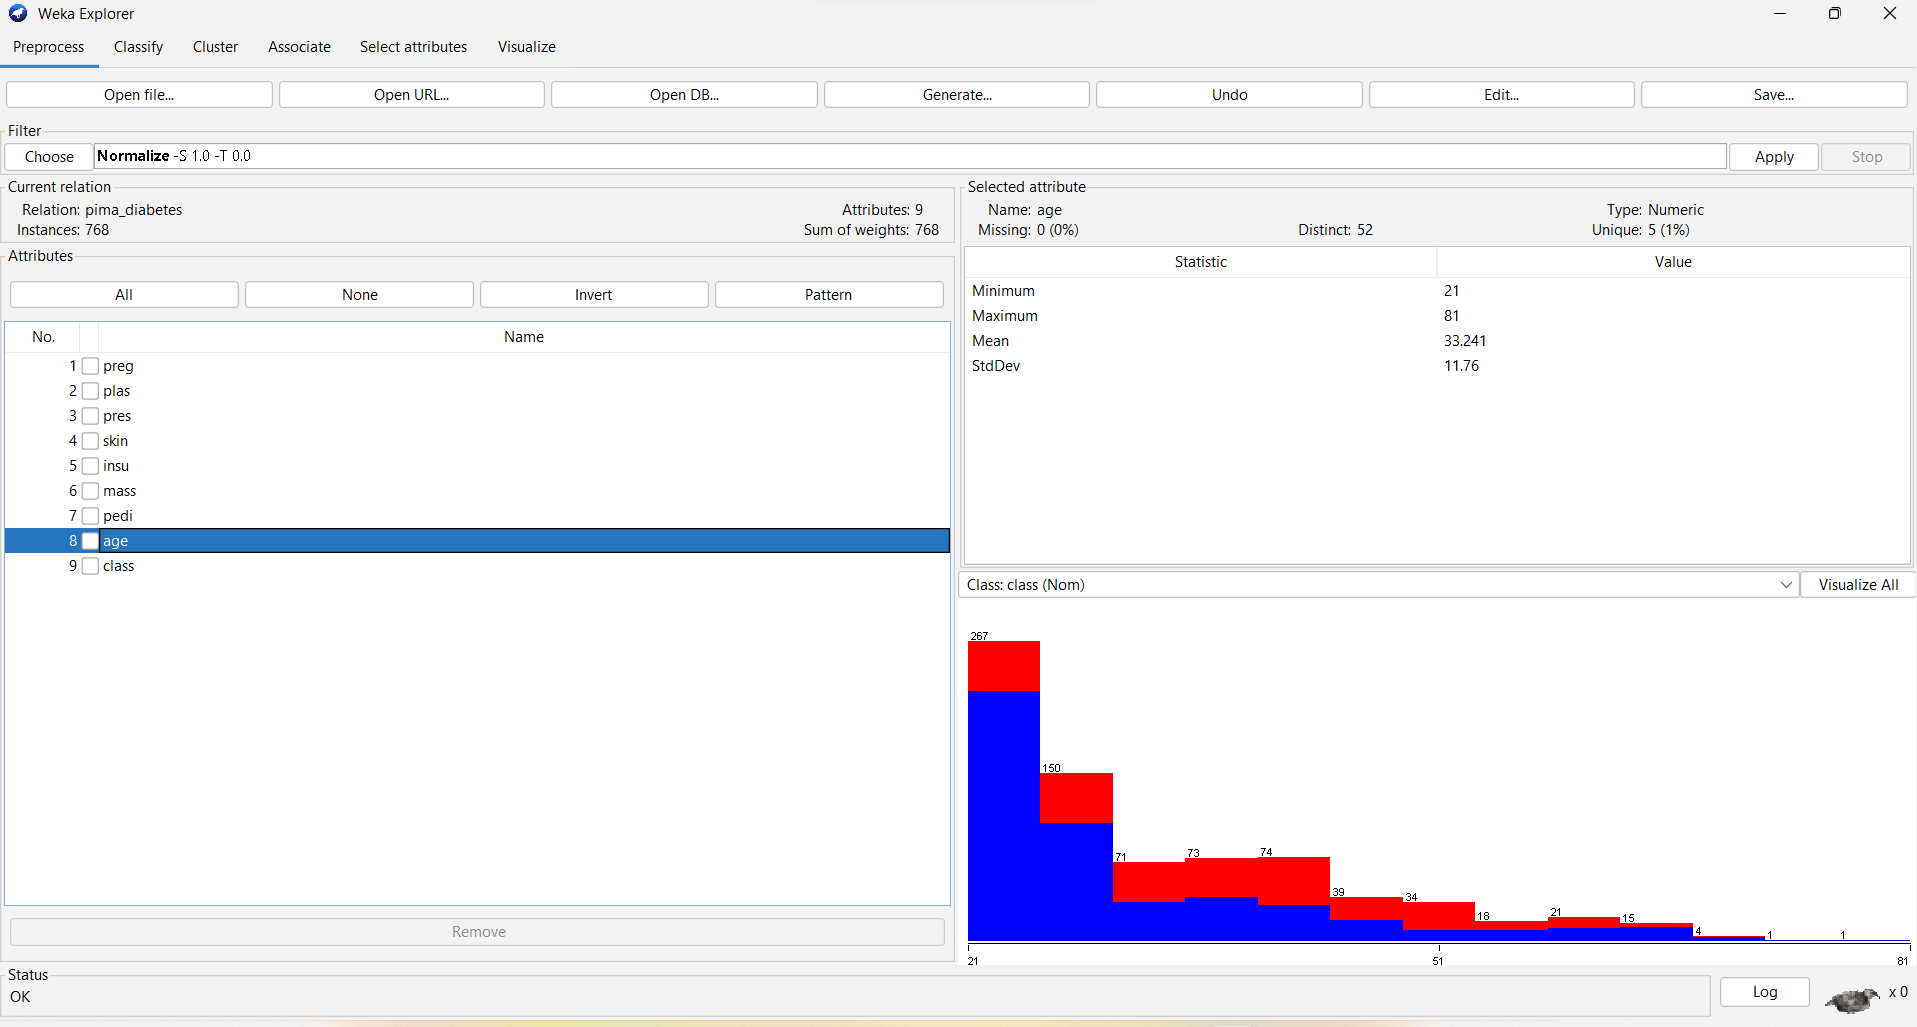 Weka Explorer
Preprocess Classify Cluster Associate Select attributes Visualize
Open file... Open URL... Open DB... Generate... Undo Edit... Save...
Filter
Choose Normalize -S 1.0 -T 0.0 Apply Stop
Current relation
Relation: pima_diabetes Attributes: 9
Instances: 768 Sum of weights: 768
Attributes
All None Invert Pattern
No. Name
1 preg
2 plas
3 pres
4 skin
5 insu
6 mass
7 pedi
8 age
9 class
Remove
Selected attribute
Name: age Type: Numeric
Missing: 0 (0%) Distinct: 52 Unique: 5 (1%)
Statistic Value
Minimum 21
Maximum 81
Mean 33.241
StdDev 11.76
Class: class (Nom) Visualize All
267
150
71 73 74
39 34
18 21 15
4 1 1
21 51 81
Status
OK
Log x 0